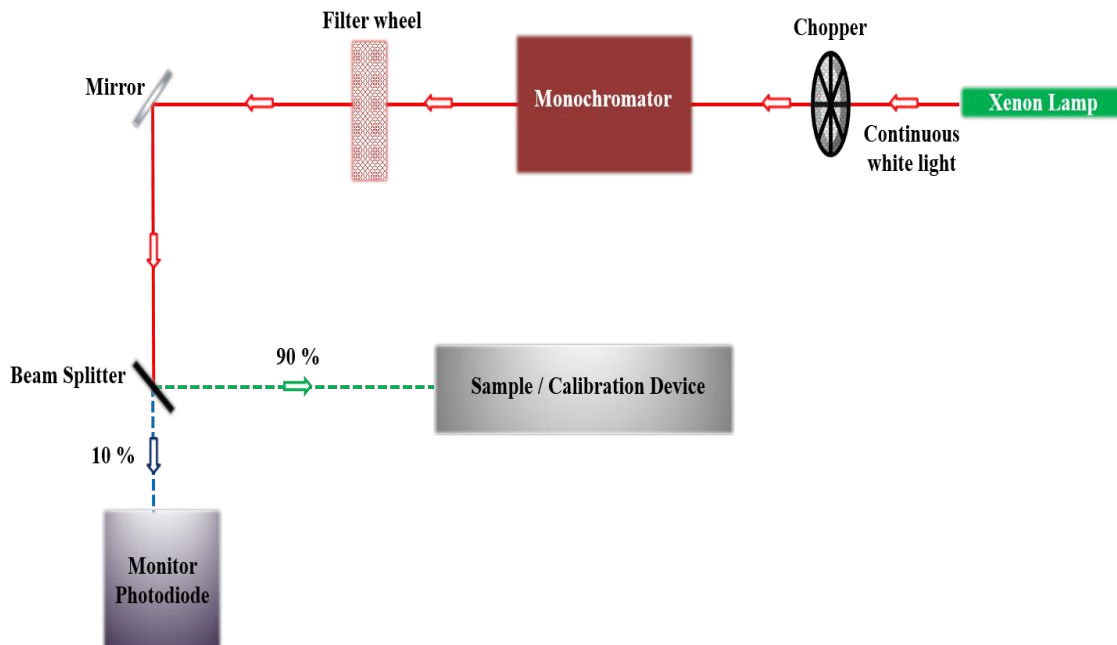 Filter wheel
Chopper
Mirror
Monochromator
Xenon Lamp
Continuous
white light
Beam Splitter
90 %
Sample / Calibration Device
10 %
Monitor
Photodiode